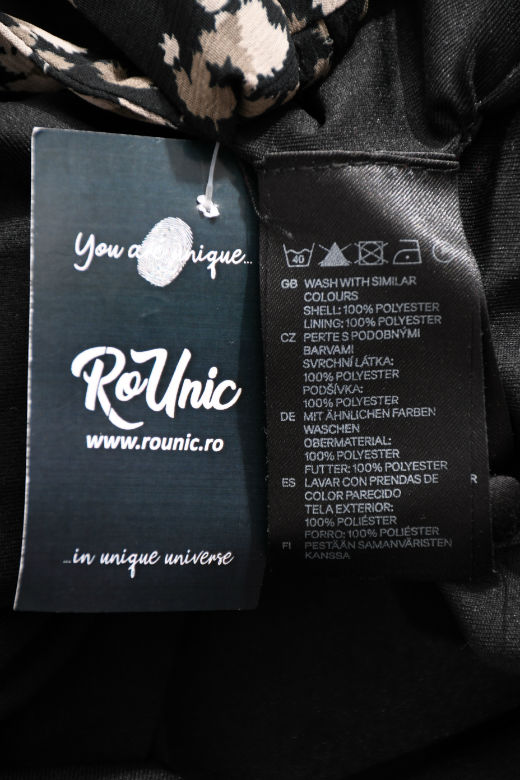 You are unique...
RoUnic
www.rounic.ro
...in unique universe
40
GB WASH WITH SIMILAR
COLOURS
SHELL: 100% POLYESTER
LINING: 100% POLYESTER
CZ PERTE S PODOBNÝMI
BARVAMI
SVRCHNÍ LÁTKA:
100% POLYESTER
PODŠÍVKA:
100% POLYESTER
DE MIT ÄHNLICHEN FARBEN
WASCHEN
OBERMATERIAL:
100% POLYESTER
FUTTER: 100% POLYESTER
ES LAVAR CON PRENDAS DE
COLOR PARECIDO
TELA EXTERIOR:
100% POLIÉSTER
FORRO: 100% POLIÉSTER
FI PESTÄÄN SAMANVÄRISTEN
KANSSA
R